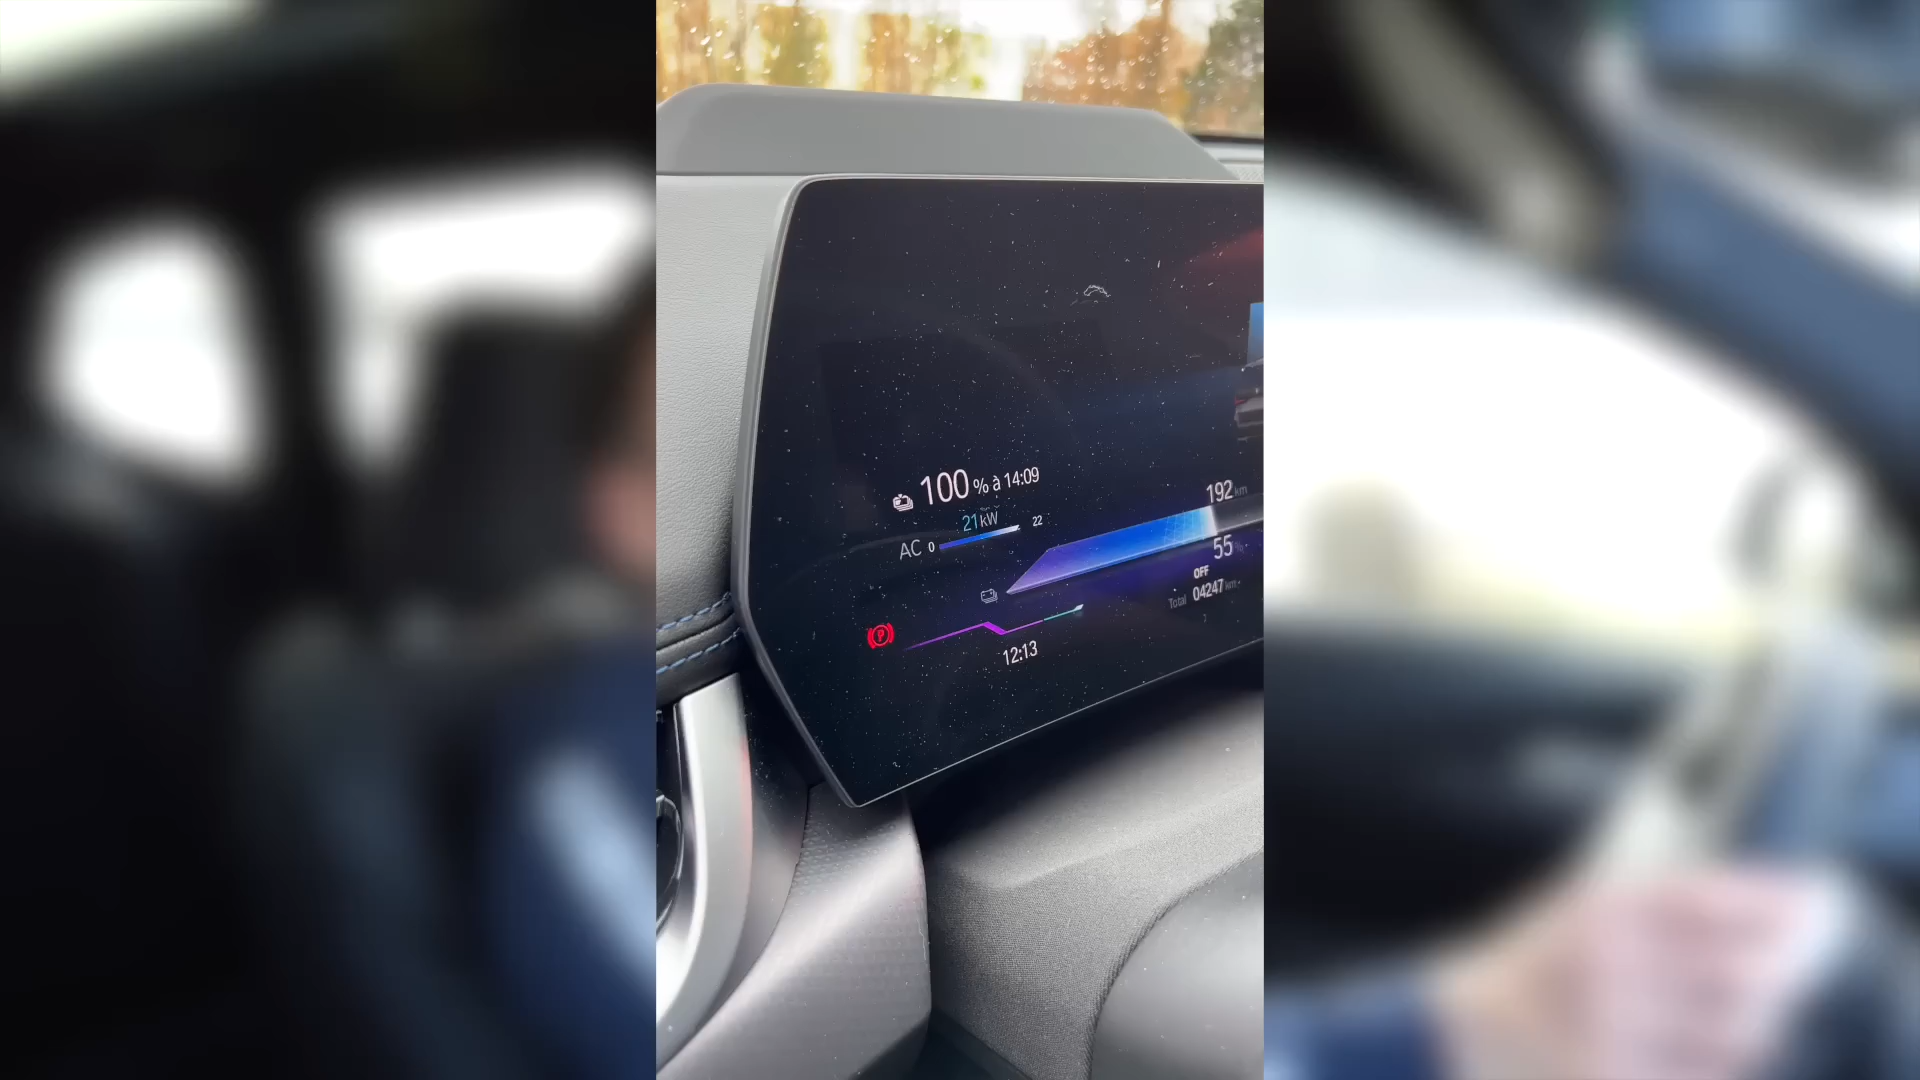 100 % à 14:09
21 kW
AC 0 22
192 km
55 %
OFF
Total 04247 km
12:13
P